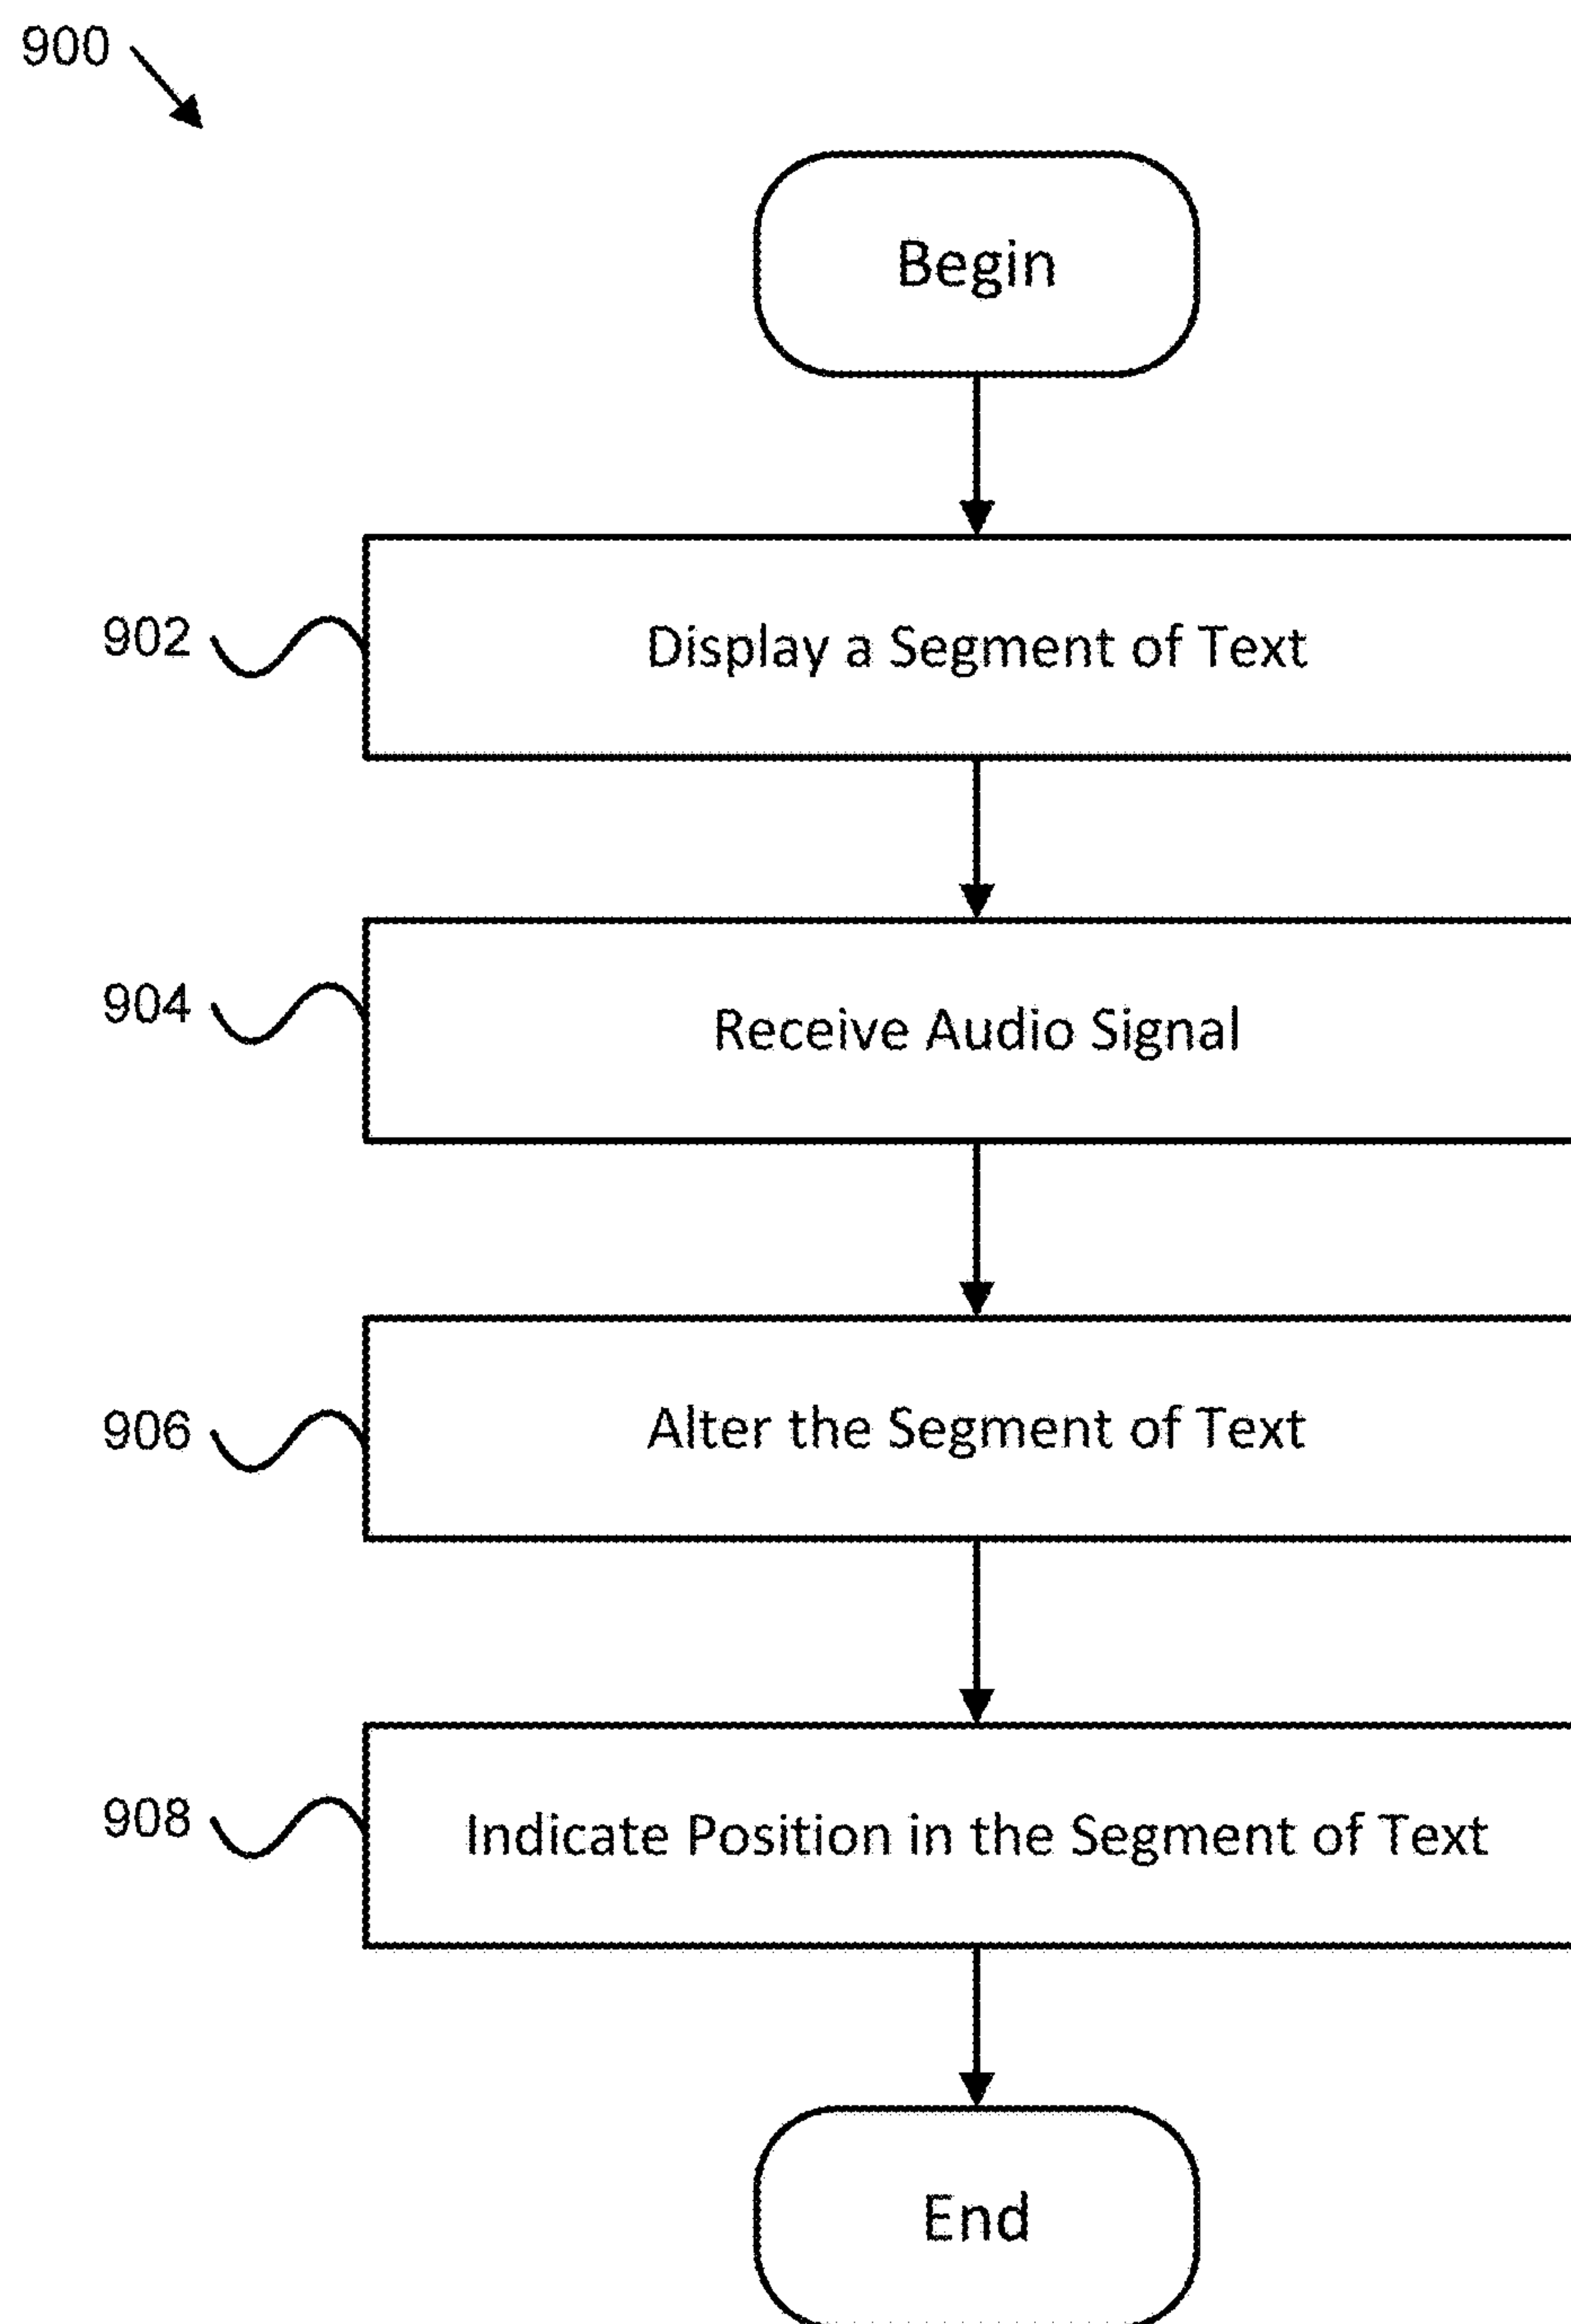 900
Begin
902 Display a Segment of Text
904 Receive Audio Signal
906 Alter the Segment of Text
908 Indicate Position in the Segment of Text
End